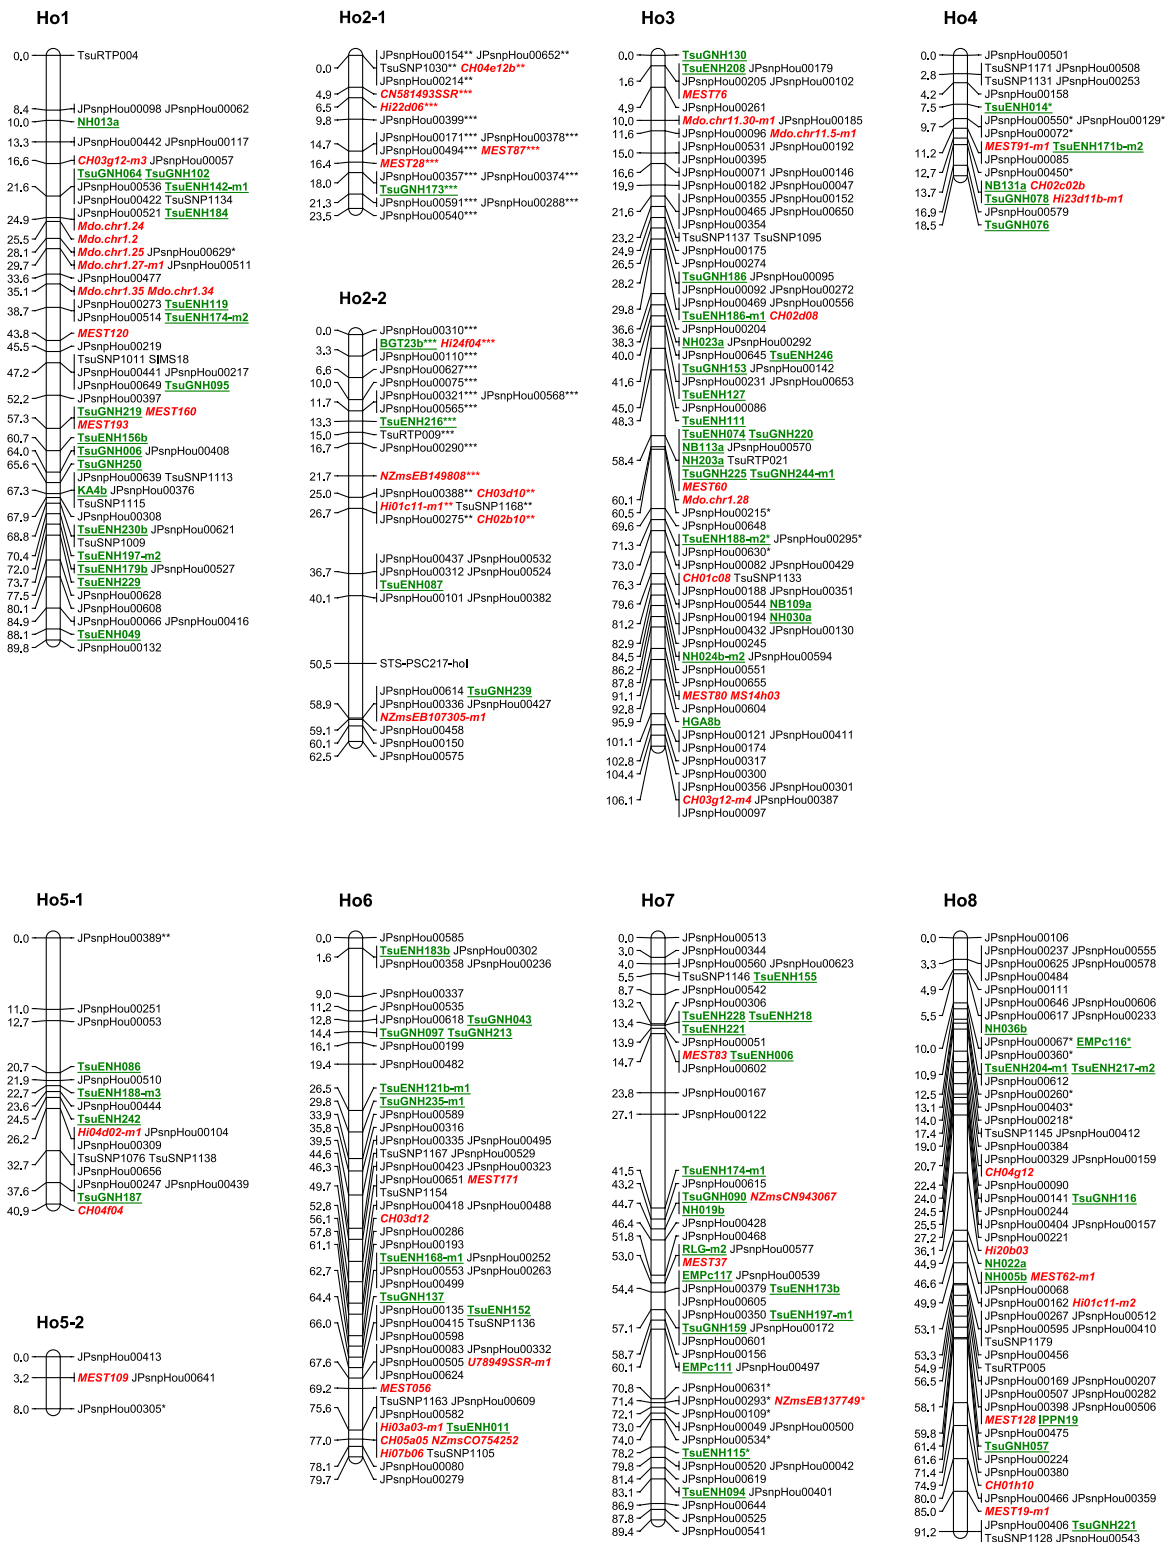 Ho1
0.0 TsuRTP004
8.4 JPsnpHou00098 JPsnpHou00062
10.0 NH013a
13.3 JPsnpHou00442 JPsnpHou00117
16.6 CH03g12-m3 JPsnpHou00057
TsuGNH064 TsuGNH102
21.6 JPsnpHou00536 TsuENH142-m1
JPsnpHou00422 TsuSNP1134
JPsnpHou00521 TsuENH184
24.9 Mdo.chr1.24
25.5 Mdo.chr1.2
28.1 Mdo.chr1.25 JPsnpHou00629*
29.7 Mdo.chr1.27-m1 JPsnpHou00511
33.6 JPsnpHou00477
35.1 Mdo.chr1.35 Mdo.chr1.34
38.7 JPsnpHou00273 TsuENH119
JPsnpHou00514 TsuENH174-m2
43.8 MEST120
45.5 JPsnpHou00219
TsuSNP1011 SIMS18
47.2 JPsnpHou00441 JPsnpHou00217
JPsnpHou00649 TsuGNH095
52.2 JPsnpHou00397
57.3 TsuGNH219 MEST160
MEST193
60.7 TsuENH156b
64.0 TsuGNH006 JPsnpHou00408
65.6 TsuGNH250
JPsnpHou00639 TsuSNP1113
67.3 KA4b JPsnpHou00376
TsuSNP1115
67.9 JPsnpHou00308
68.8 TsuENH230b JPsnpHou00621
TsuSNP1009
70.4 TsuENH197-m2
72.0 TsuENH179b JPsnpHou00527
73.7 TsuENH229
77.5 JPsnpHou00628
80.1 JPsnpHou00608
84.9 JPsnpHou00066 JPsnpHou00416
88.1 TsuENH049
89.8 JPsnpHou00132
Ho2-1
JPsnpHou00154** JPsnpHou00652**
0.0 TsuSNP1030** CH04e12b**
JPsnpHou00214**
4.9 CN581493SSR***
6.5 Hi22d06***
9.8 JPsnpHou00399***
14.7 JPsnpHou00171*** JPsnpHou00378***
JPsnpHou00494*** MEST87***
16.4 MEST28***
18.0 JPsnpHou00357*** JPsnpHou00374***
TsuGNH173***
21.3 JPsnpHou00591*** JPsnpHou00288***
23.5 JPsnpHou00540***
Ho2-2
0.0 JPsnpHou00310***
3.3 BGT23b*** Hi24f04***
JPsnpHou00110***
6.6 JPsnpHou00627***
10.0 JPsnpHou00075***
11.7 JPsnpHou00321*** JPsnpHou00568***
JPsnpHou00565***
13.3 TsuENH216***
15.0 TsuRTP009***
16.7 JPsnpHou00290***
21.7 NZmsEB149808***
25.0 JPsnpHou00388** CH03d10**
26.7 Hi01c11-m1** TsuSNP1168**
JPsnpHou00275** CH02b10**
JPsnpHou00437 JPsnpHou00532
36.7 JPsnpHou00312 JPsnpHou00524
TsuENH087
40.1 JPsnpHou00101 JPsnpHou00382
50.5 STS-PSC217-hol
JPsnpHou00614 TsuGNH239
58.9 JPsnpHou00336 JPsnpHou00427
NZmsEB107305-m1
59.1 JPsnpHou00458
60.1 JPsnpHou00150
62.5 JPsnpHou00575
Ho3
0.0 TsuGNH130
TsuENH208 JPsnpHou00179
1.6 JPsnpHou00205 JPsnpHou00102
MEST76
4.9 JPsnpHou00261
10.0 Mdo.chr11.30-m1 JPsnpHou00185
11.6 JPsnpHou00096 Mdo.chr11.5-m1
15.0 JPsnpHou00531 JPsnpHou00192
JPsnpHou00395
16.6 JPsnpHou00071 JPsnpHou00146
19.9 JPsnpHou00182 JPsnpHou00047
JPsnpHou00355 JPsnpHou00152
21.6 JPsnpHou00465 JPsnpHou00650
JPsnpHou00354
23.2 TsuSNP1137 TsuSNP1095
24.9 JPsnpHou00175
26.5 JPsnpHou00274
28.2 TsuGNH186 JPsnpHou00095
JPsnpHou00092 JPsnpHou00272
29.8 JPsnpHou00469 JPsnpHou00556
TsuENH186-m1 CH02d08
36.6 JPsnpHou00204
38.3 NH023a JPsnpHou00292
40.0 JPsnpHou00645 TsuENH246
TsuGNH153 JPsnpHou00142
41.6 JPsnpHou00231 JPsnpHou00653
TsuENH127
45.0 JPsnpHou00086
48.3 TsuENH111
TsuENH074 TsuGNH220
NB113a JPsnpHou00570
58.4 NH203a TsuRTP021
TsuGNH225 TsuGNH244-m1
MEST60
60.1 Mdo.chr1.28
60.5 JPsnpHou00215*
69.6 JPsnpHou00648
71.3 TsuENH188-m2* JPsnpHou00295*
JPsnpHou00630*
73.0 JPsnpHou00082 JPsnpHou00429
76.3 CH01c08 TsuSNP1133
JPsnpHou00188 JPsnpHou00351
79.6 JPsnpHou00544 NB109a
81.2 JPsnpHou00194 NH030a
JPsnpHou00432 JPsnpHou00130
82.9 JPsnpHou00245
84.5 NH024b-m2 JPsnpHou00594
86.2 JPsnpHou00551
87.8 JPsnpHou00655
91.1 MEST80 MS14h03
92.8 JPsnpHou00604
95.9 HGA8b
101.1 JPsnpHou00121 JPsnpHou00411
JPsnpHou00174
102.8 JPsnpHou00317
104.4 JPsnpHou00300
JPsnpHou00356 JPsnpHou00301
106.1 CH03g12-m4 JPsnpHou00387
JPsnpHou00097
Ho4
0.0 JPsnpHou00501
2.8 TsuSNP1171 JPsnpHou00508
TsuSNP1131 JPsnpHou00253
4.2 JPsnpHou00158
7.5 TsuENH014*
9.7 JPsnpHou00550* JPsnpHou00129*
JPsnpHou00072*
11.2 MEST91-m1 TsuENH171b-m2
JPsnpHou00085
12.7 JPsnpHou00450*
13.7 NB131a CH02c02b
TsuGNH078 Hi23d11b-m1
16.9 JPsnpHou00579
18.5 TsuGNH076
Ho5-1
0.0 JPsnpHou00389**
11.0 JPsnpHou00251
12.7 JPsnpHou00053
20.7 TsuENH086
21.9 JPsnpHou00510
22.7 TsuENH188-m3
23.6 JPsnpHou00444
24.5 TsuENH242
26.2 Hi04d02-m1 JPsnpHou00104
JPsnpHou00309
32.7 TsuSNP1076 TsuSNP1138
JPsnpHou00656
37.6 JPsnpHou00247 JPsnpHou00439
TsuGNH187
40.9 CH04f04
Ho5-2
0.0 JPsnpHou00413
3.2 MEST109 JPsnpHou00641
8.0 JPsnpHou00305*
Ho6
0.0 JPsnpHou00585
1.6 TsuENH183b JPsnpHou00302
JPsnpHou00358 JPsnpHou00236
9.0 JPsnpHou00337
11.2 JPsnpHou00535
12.8 JPsnpHou00618 TsuGNH043
14.4 TsuGNH097 TsuGNH213
16.1 JPsnpHou00199
19.4 JPsnpHou00482
26.5 TsuENH121b-m1
29.8 TsuGNH235-m1
33.9 JPsnpHou00589
35.8 JPsnpHou00316
39.5 JPsnpHou00335 JPsnpHou00495
44.6 TsuSNP1167 JPsnpHou00529
46.3 JPsnpHou00423 JPsnpHou00323
49.7 JPsnpHou00651 MEST171
TsuSNP1154
52.8 JPsnpHou00418 JPsnpHou00488
56.1 CH03d12
57.8 JPsnpHou00286
61.1 JPsnpHou00193
62.7 TsuENH168-m1 JPsnpHou00252
JPsnpHou00553 JPsnpHou00263
JPsnpHou00499
64.4 TsuGNH137
JPsnpHou00135 TsuENH152
66.0 JPsnpHou00415 TsuSNP1136
JPsnpHou00598
JPsnpHou00083 JPsnpHou00332
67.6 JPsnpHou00505 U78949SSR-m1
JPsnpHou00624
69.2 MEST056
75.6 TsuSNP1163 JPsnpHou00609
JPsnpHou00582
Hi03a03-m1 TsuENH011
77.0 CH05a05 NZmsCO754252
Hi07b06 TsuSNP1105
78.1 JPsnpHou00080
79.7 JPsnpHou00279
Ho7
0.0 JPsnpHou00513
3.0 JPsnpHou00344
4.0 JPsnpHou00560 JPsnpHou00623
5.5 TsuSNP1146 TsuENH155
8.7 JPsnpHou00542
13.2 JPsnpHou00306
13.4 TsuENH228 TsuENH218
TsuENH221
13.9 JPsnpHou00051
14.7 MEST83 TsuENH006
JPsnpHou00602
23.8 JPsnpHou00167
27.1 JPsnpHou00122
41.5 TsuENH174-m1
43.2 JPsnpHou00615
44.7 TsuGNH090 NZmsCN943067
NH019b
46.4 JPsnpHou00428
51.8 JPsnpHou00468
53.0 RLG-m2 JPsnpHou00577
MEST37
EMPc117 JPsnpHou00539
54.4 JPsnpHou00379 TsuENH173b
JPsnpHou00605
JPsnpHou00350 TsuENH197-m1
57.1 TsuGNH159 JPsnpHou00172
JPsnpHou00601
58.7 JPsnpHou00156
60.1 EMPc111 JPsnpHou00497
70.8 JPsnpHou00631*
71.4 JPsnpHou00293* NZmsEB137749*
72.1 JPsnpHou00109*
73.0 JPsnpHou00049 JPsnpHou00500
74.0 JPsnpHou00534*
78.2 TsuENH115*
79.8 JPsnpHou00520 JPsnpHou00042
81.4 JPsnpHou00619
83.1 TsuENH094 JPsnpHou00401
86.9 JPsnpHou00644
87.8 JPsnpHou00525
89.4 JPsnpHou00541
Ho8
0.0 JPsnpHou00106
JPsnpHou00237 JPsnpHou00555
3.3 JPsnpHou00625 JPsnpHou00578
JPsnpHou00484
4.9 JPsnpHou00111
JPsnpHou00646 JPsnpHou00606
5.5 JPsnpHou00617 JPsnpHou00233
NH036b
10.0 JPsnpHou00067* EMPc116*
JPsnpHou00360*
10.9 TsuENH204-m1 TsuENH217-m2
JPsnpHou00612
12.5 JPsnpHou00260*
13.1 JPsnpHou00403*
14.0 JPsnpHou00218*
17.4 TsuSNP1145 JPsnpHou00412
19.0 JPsnpHou00384
20.7 JPsnpHou00329 JPsnpHou00159
CH04g12
22.4 JPsnpHou00090
24.0 JPsnpHou00141 TsuGNH116
24.5 JPsnpHou00244
25.5 JPsnpHou00404 JPsnpHou00157
27.2 JPsnpHou00221
36.1 Hi20b03
44.9 NH022a
46.6 NH005b MEST62-m1
JPsnpHou00068
49.9 JPsnpHou00162 Hi01c11-m2
JPsnpHou00267 JPsnpHou00512
53.1 JPsnpHou00595 JPsnpHou00410
TsuSNP1179
53.3 JPsnpHou00456
54.9 TsuRTP005
56.5 JPsnpHou00169 JPsnpHou00207
JPsnpHou00507 JPsnpHou00282
58.1 JPsnpHou00398 JPsnpHou00506
MEST128 IPPN19
59.8 JPsnpHou00475
61.4 TsuGNH057
61.6 JPsnpHou00224
71.4 JPsnpHou00380
74.9 CH01h10
80.0 JPsnpHou00466 JPsnpHou00359
85.0 MEST19-m1
91.2 JPsnpHou00406 TsuGNH221
TsuSNP1128 JPsnpHou00543